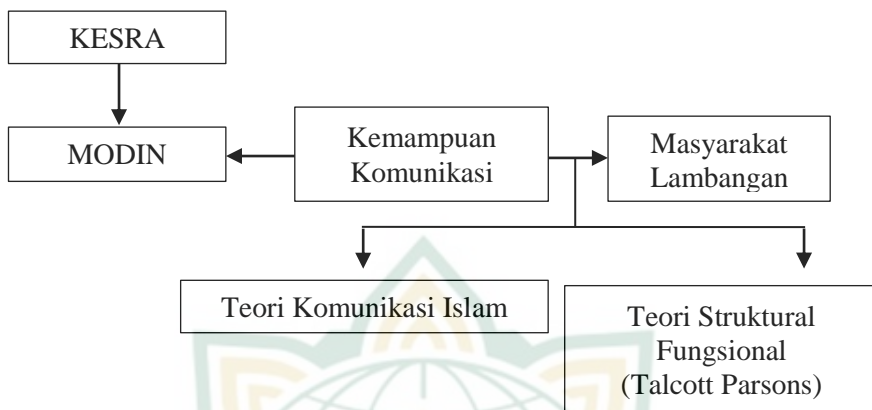 KESRA
MODIN
Kemampuan
Komunikasi
Masyarakat
Lambangan
Teori Komunikasi Islam
Teori Struktural
Fungsional
(Talcott Parsons)